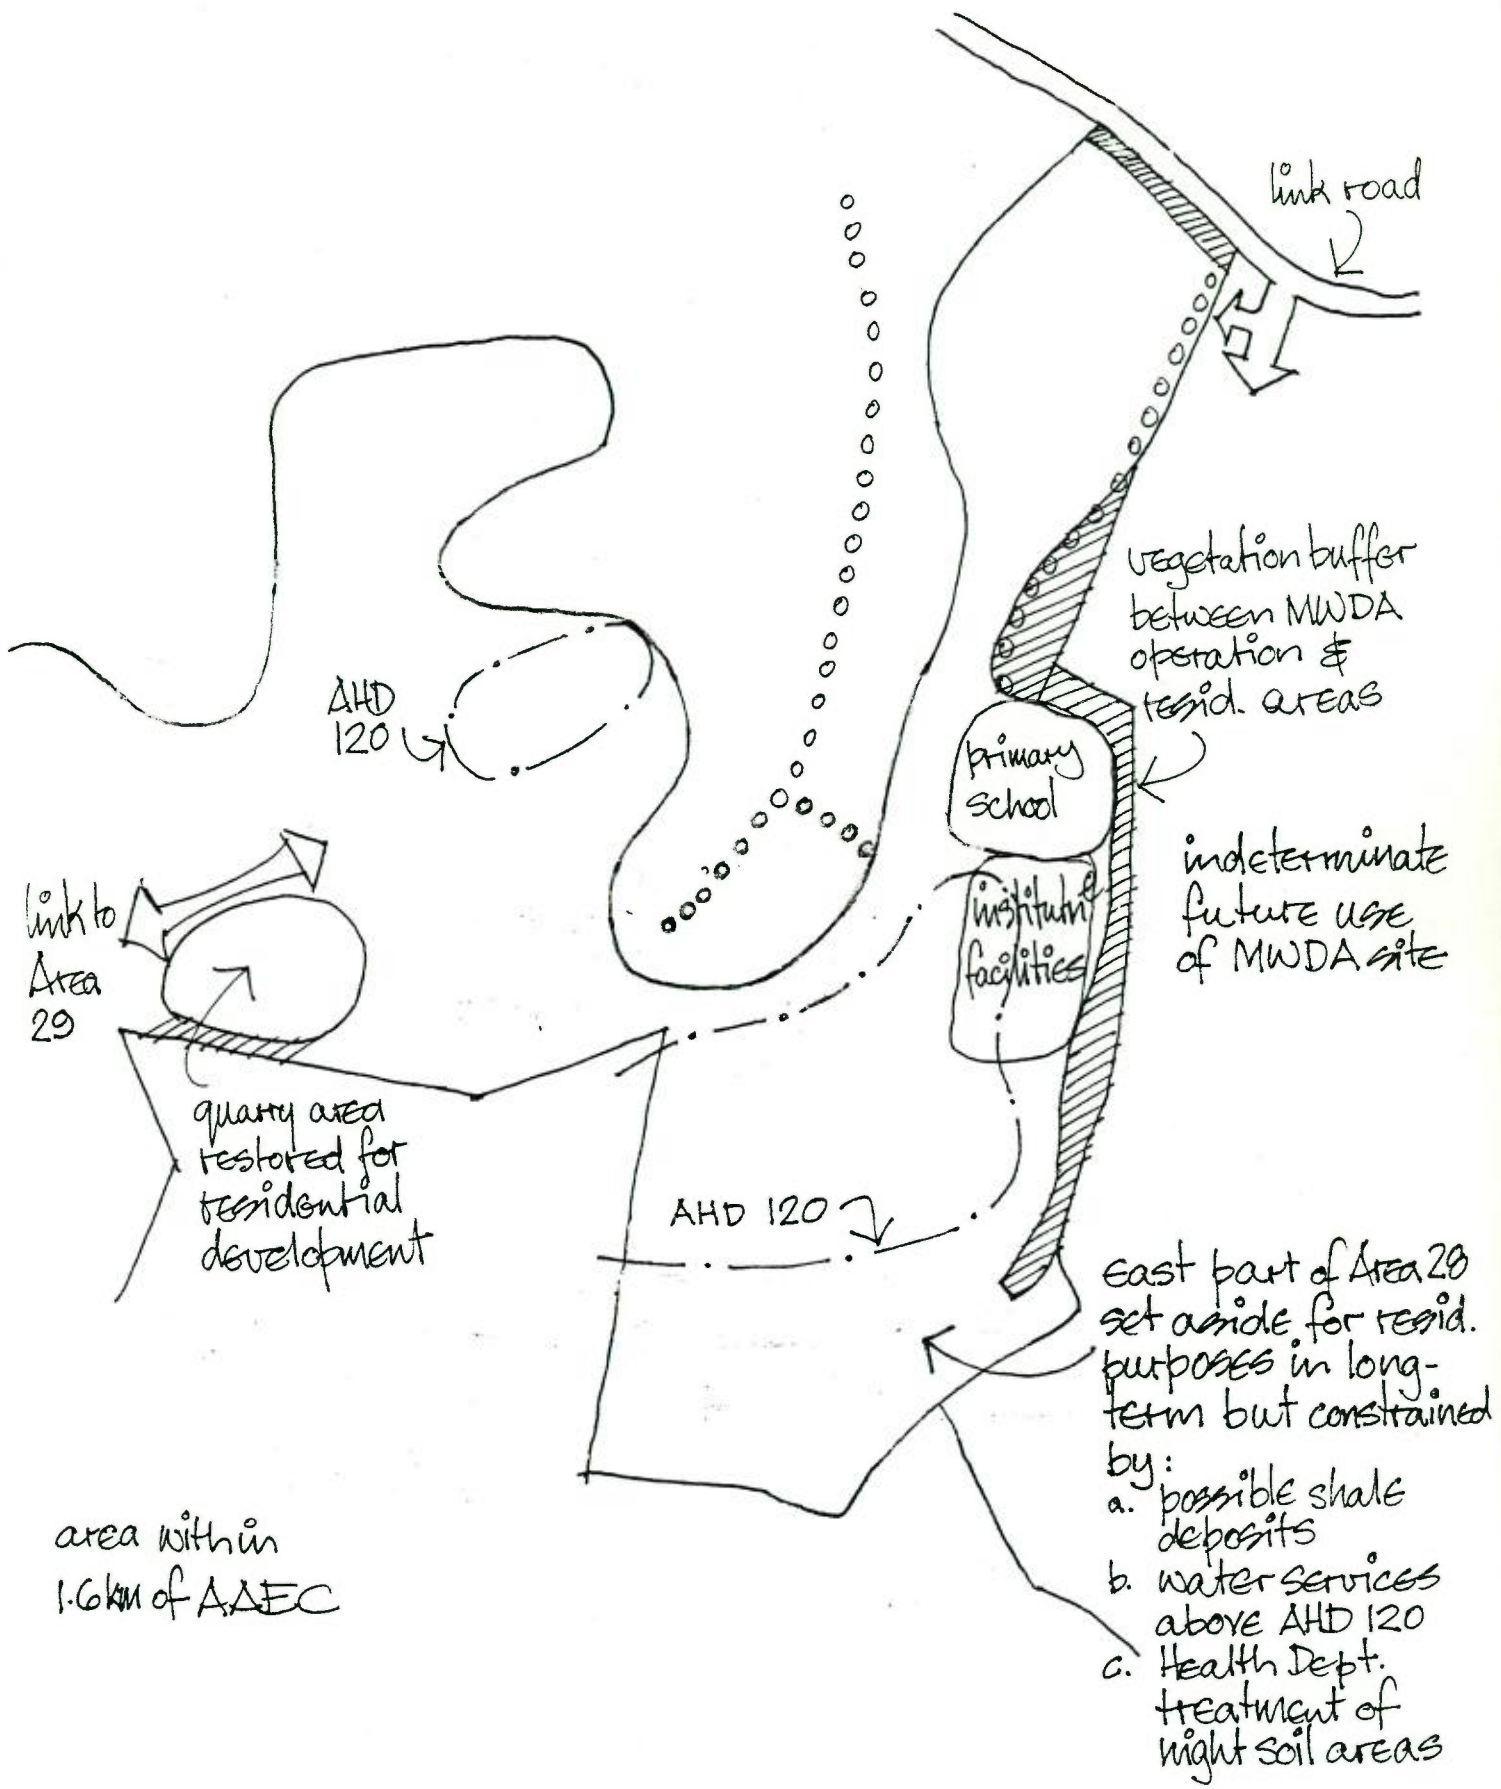 link road
vegetation buffer
between MWDA
operation &
resid. areas
AHD
120
primary
school
indeterminate
future use
of MWDA site
institutn
facilities
link to
Area
29
quarry area
restored for
residential
development
AHD 120
East part of Area 28
set aside for resid.
purposes in long-
term but constrained
by:
a. possible shale
deposits
b. water services
above AHD 120
c. Health Dept.
treatment of
night soil areas
area within
1.6 km of AAEC